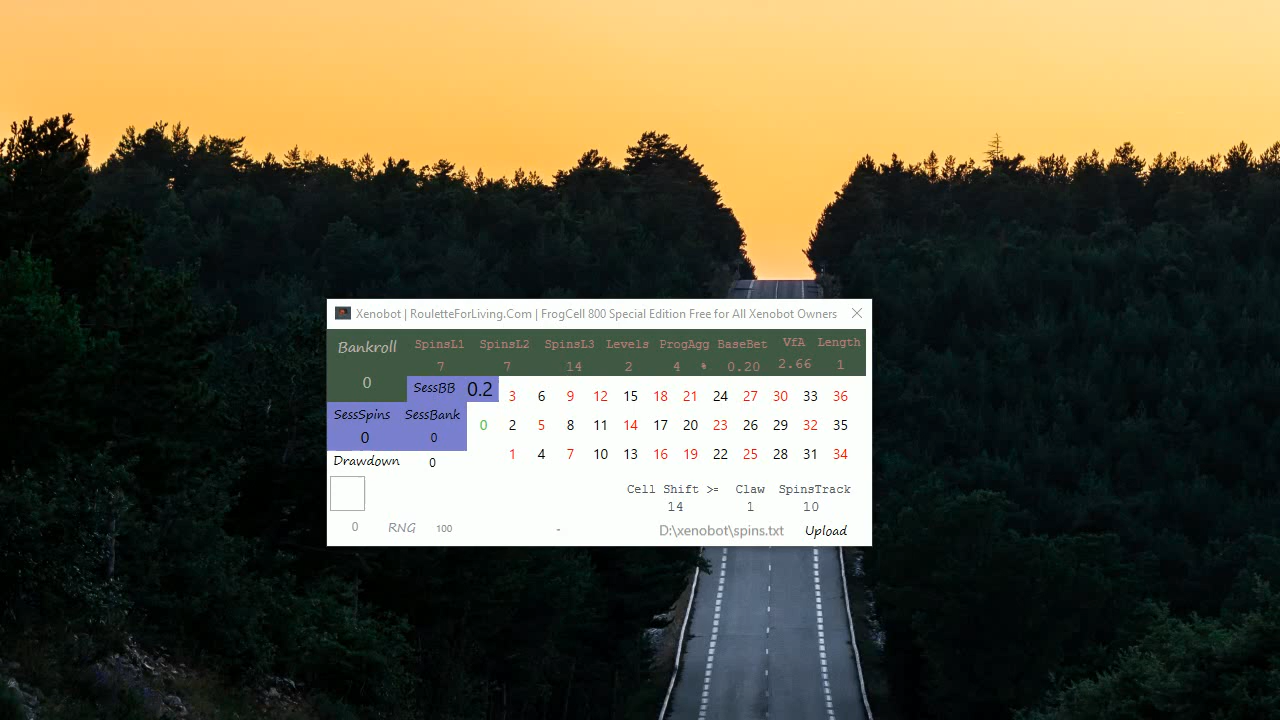 Xenobot | RouletteForLiving.Com | FrogCell 800 Special Edition Free for All Xenobot Owners
Bankroll SpinsL1 SpinsL2 SpinsL3 Levels ProgAgg BaseBet VfA Length
0 7 7 14 2 4 % 0.20 2.66 1
SessBB 0.2
3 6 9 12 15 18 21 24 27 30 33 36
SessSpins SessBank
0 2 5 8 11 14 17 20 23 26 29 32 35
0 0
1 4 7 10 13 16 19 22 25 28 31 34
Drawdown 0
Cell Shift >= Claw SpinsTrack
14 1 10
0 RNG 100 - D:\xenobot\spins.txt Upload